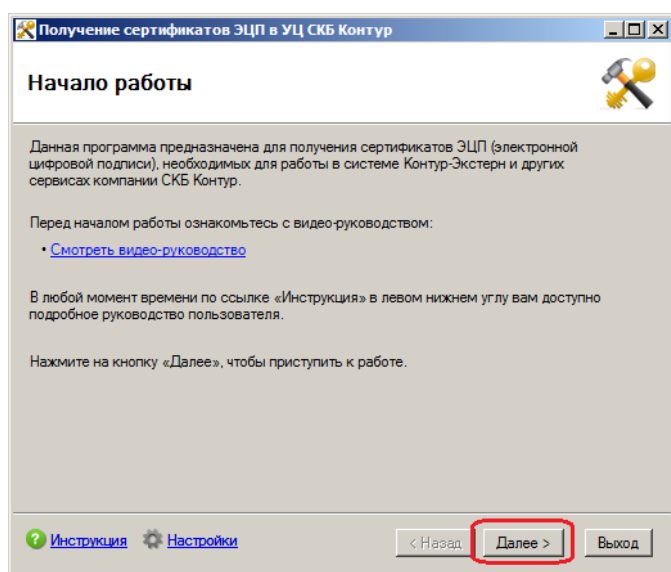 Получение сертификатов ЭЦП в УЦ СКБ Контур
Начало работы
Данная программа предназначена для получения сертификатов ЭЦП (электронной
цифровой подписи), необходимых для работы в системе Контур-Экстерн и других
сервисах компании СКБ Контур.
Перед началом работы ознакомьтесь с видео-руководством:
• Смотреть видео-руководство
В любой момент времени по ссылке «Инструкция» в левом нижнем углу вам доступно
подробное руководство пользователя.
Нажмите на кнопку «Далее», чтобы приступить к работе.
Инструкция Настройки < Назад Далее > Выход